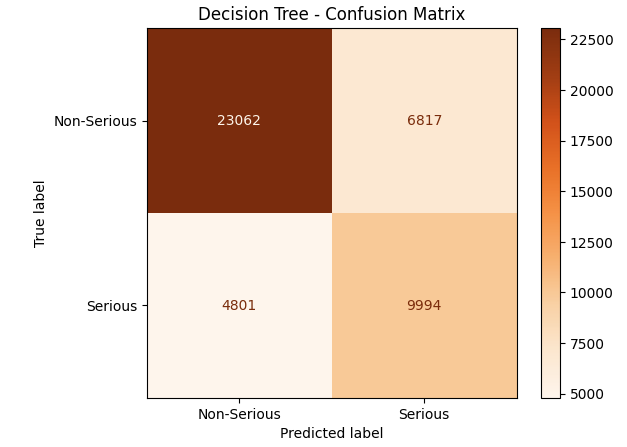 Decision Tree - Confusion Matrix
True label
Non-Serious
23062
6817
Serious
4801
9994
Non-Serious
Serious
Predicted label
22500
20000
17500
15000
12500
10000
7500
5000